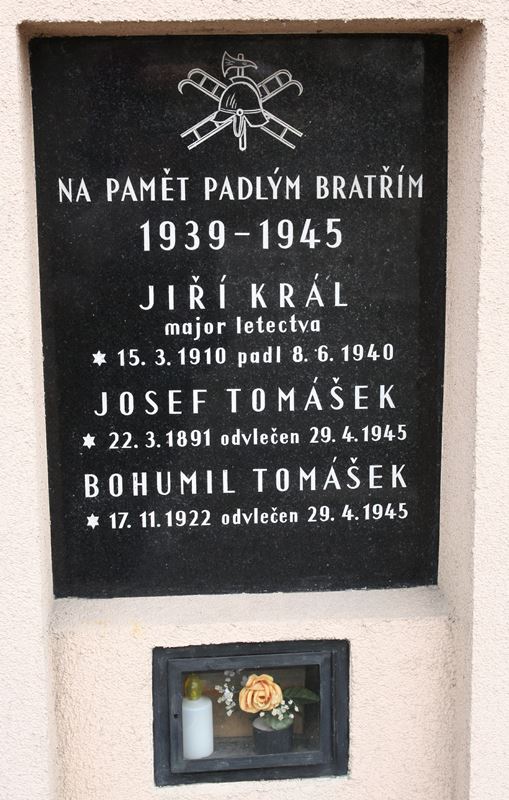 NA PAMĚT PADLÝM BRATŘÍM
1939-1945
JIŘÍ KRÁL
major letectva
* 15. 3. 1910 padl 8. 6. 1940
JOSEF TOMÁŠEK
* 22. 3. 1891 odvlečen 29. 4. 1945
BOHUMIL TOMÁŠEK
* 17. 11. 1922 odvlečen 29. 4. 1945